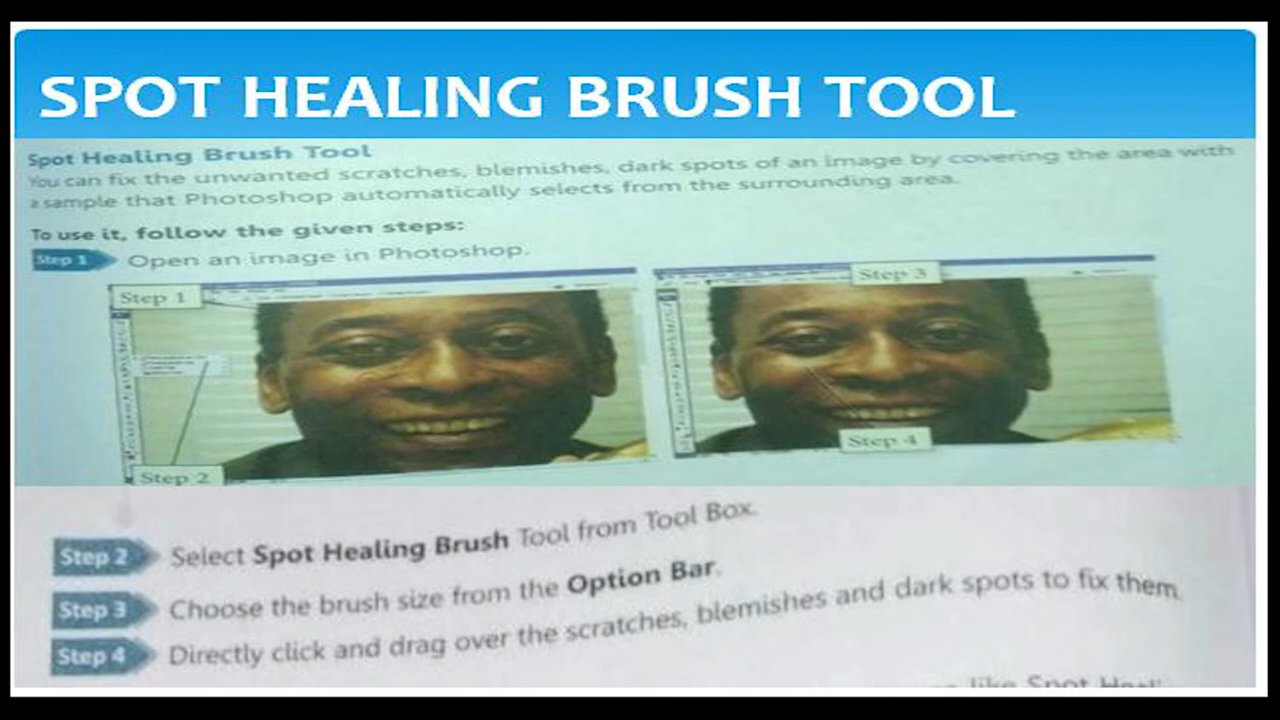 SPOT HEALING BRUSH TOOL
Spot Healing Brush Tool
You can fix the unwanted scratches, blemishes, dark spots of an image by covering the area with
a sample that Photoshop automatically selects from the surrounding area.
To use it, follow the given steps:
Step 1 Open an image in Photoshop.
Step 1
Step 3
Step 4
Step 2
Step 2 Select Spot Healing Brush Tool from Tool Box.
Step 3 Choose the brush size from the Option Bar.
Step 4 Directly click and drag over the scratches, blemishes and dark spots to fix them.
like Spot